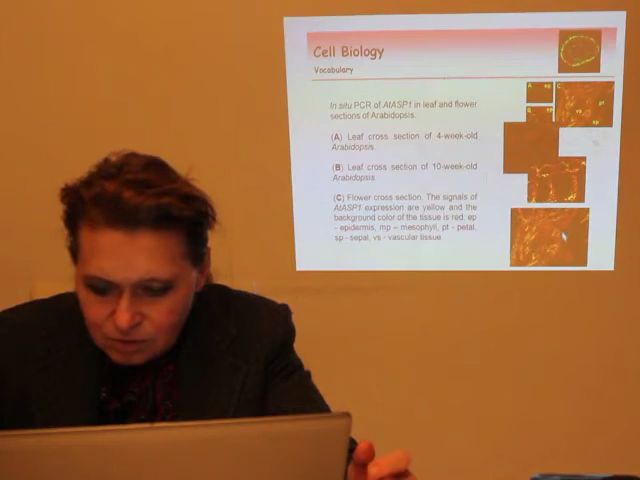 Cell Biology
Vocabulary
In situ PCR of AtASP1 in leaf and flower
sections of Arabidopsis.
(A) Leaf cross section of 4-week-old
Arabidopsis.
(B) Leaf cross section of 10-week-old
Arabidopsis.
(C) Flower cross section. The signals of
AtASP1 expression are yellow and the
background color of the tissue is red; ep
- epidermis, mp – mesophyll, pt - petal,
sp - sepal, vs - vascular tissue.
A
pt
vs
sp